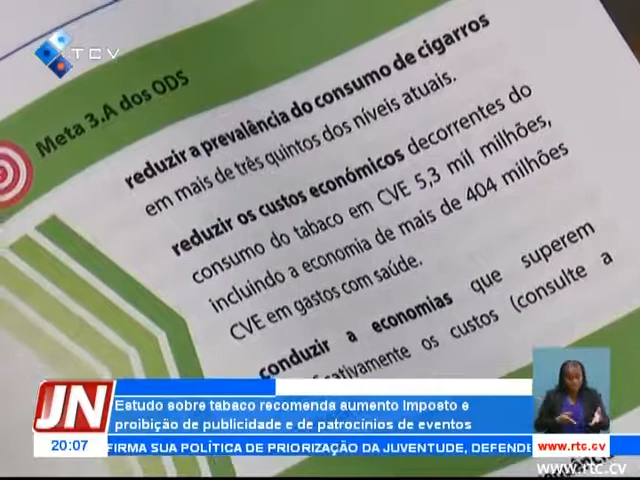 TCV
Meta 3.A dos ODS
reduzir a prevalência do consumo de cigarros
em mais de três quintos dos níveis atuais.
reduzir os custos económicos decorrentes do
consumo do tabaco em CVE 5,3 mil milhões,
incluindo a economia de mais de 404 milhões
CVE em gastos com saúde.
conduzir a economias que superem
os custos (consulte a
JN
Estudo sobre tabaco recomenda aumento imposto e
proibição de publicidade e de patrocínios de eventos
20:07
FIRMA SUA POLÍTICA DE PRIORIZAÇÃO DA JUVENTUDE, DEFENDE
www.rtc.cv
www.rtc.cv